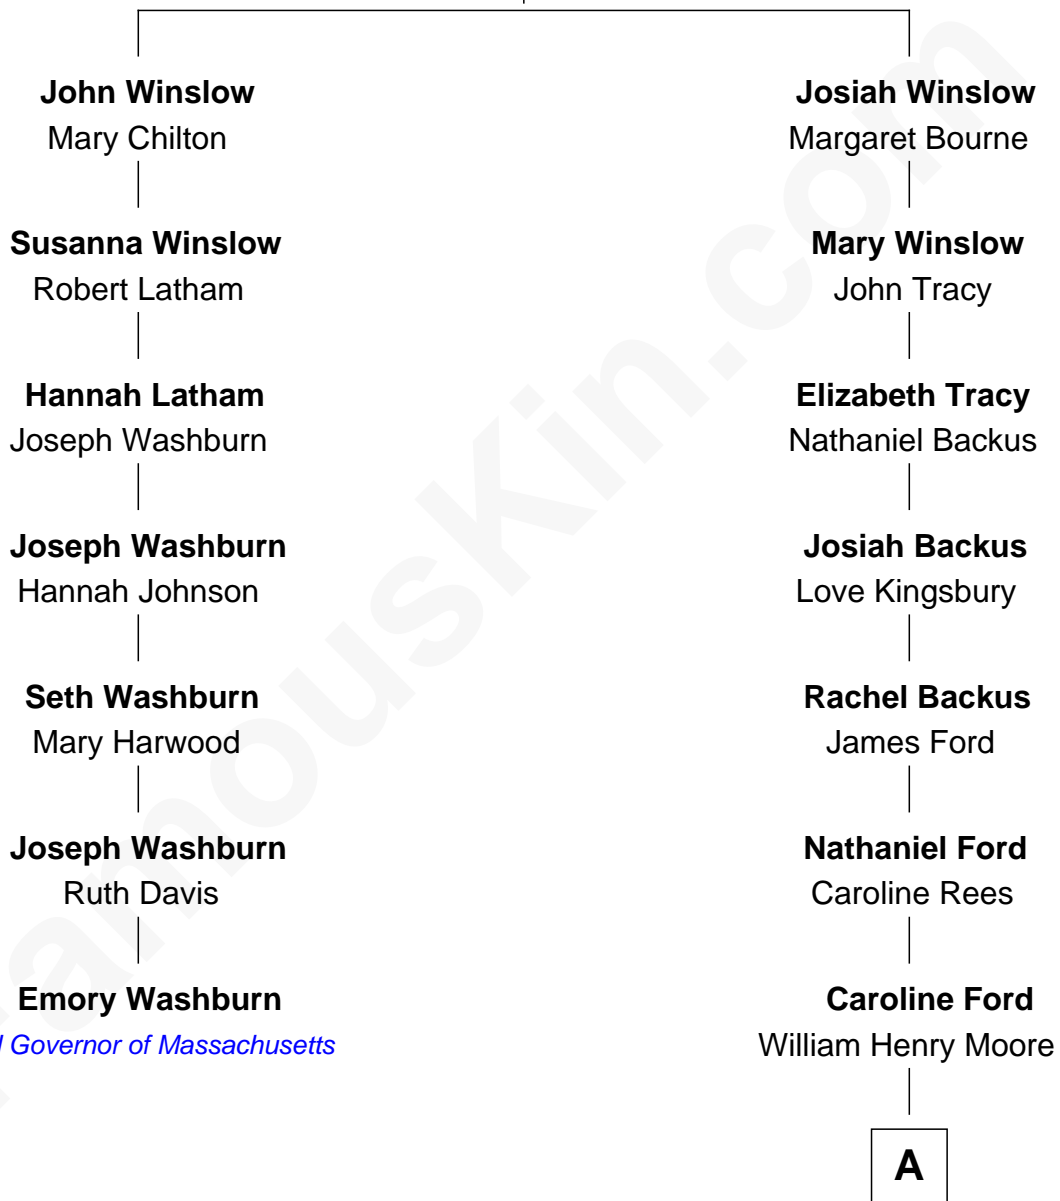 John Winslow
Mary Chilton
Josiah Winslow
Margaret Bourne
Susanna Winslow
Robert Latham
Mary Winslow
John Tracy
Hannah Latham
Joseph Washburn
Elizabeth Tracy
Nathaniel Backus
Joseph Washburn
Hannah Johnson
Josiah Backus
Love Kingsbury
Seth Washburn
Mary Harwood
Rachel Backus
James Ford
Joseph Washburn
Ruth Davis
Nathaniel Ford
Caroline Rees
Emory Washburn
Governor of Massachusetts
Caroline Ford
William Henry Moore
A
FamousKin.com